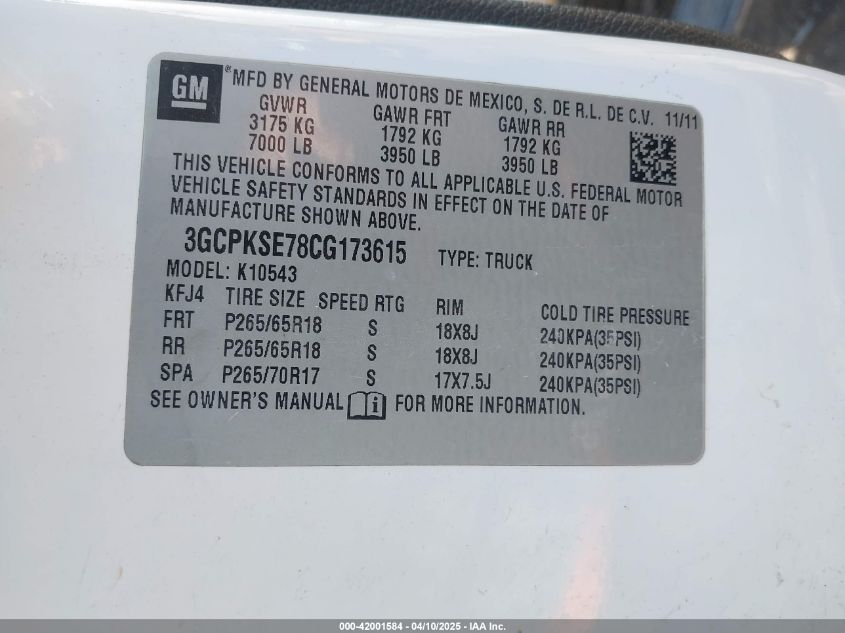 GM ® MFD BY GENERAL MOTORS DE MEXICO, S. DE R.L. DE C.V. 11/11
GVWR GAWR FRT GAWR RR
3175 KG 1792 KG 1792 KG
7000 LB 3950 LB 3950 LB
THIS VEHICLE CONFORMS TO ALL APPLICABLE U.S. FEDERAL MOTOR
VEHICLE SAFETY STANDARDS IN EFFECT ON THE DATE OF
MANUFACTURE SHOWN ABOVE.
3GCPKSE78CG173615 TYPE: TRUCK
MODEL: K10543
KFJ4 TIRE SIZE SPEED RTG RIM COLD TIRE PRESSURE
FRT P265/65R18 S 18X8J 240KPA(35PSI)
RR P265/65R18 S 18X8J 240KPA(35PSI)
SPA P265/70R17 S 17X7.5J 240KPA(35PSI)
SEE OWNER'S MANUAL i FOR MORE INFORMATION.
000-42001584 - 04/10/2025 - IAA Inc.